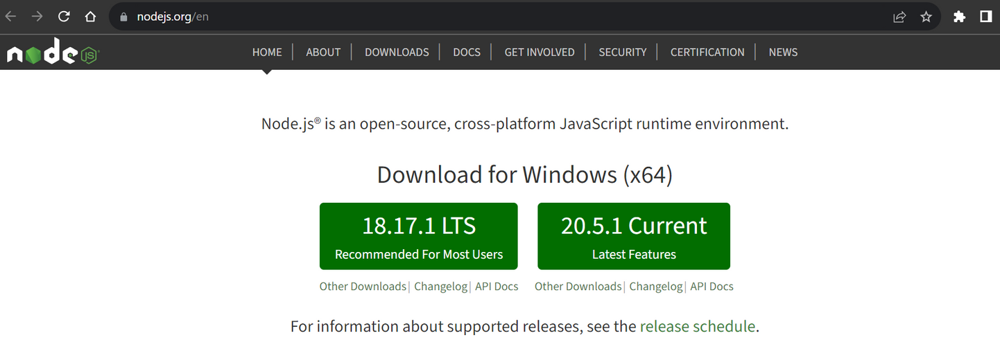 nodejs.org/en
node JS
HOME | ABOUT | DOWNLOADS | DOCS | GET INVOLVED | SECURITY | CERTIFICATION | NEWS
Node.js® is an open-source, cross-platform JavaScript runtime environment.
Download for Windows (x64)
18.17.1 LTS
Recommended For Most Users
20.5.1 Current
Latest Features
Other Downloads | Changelog | API Docs
Other Downloads | Changelog | API Docs
For information about supported releases, see the release schedule.